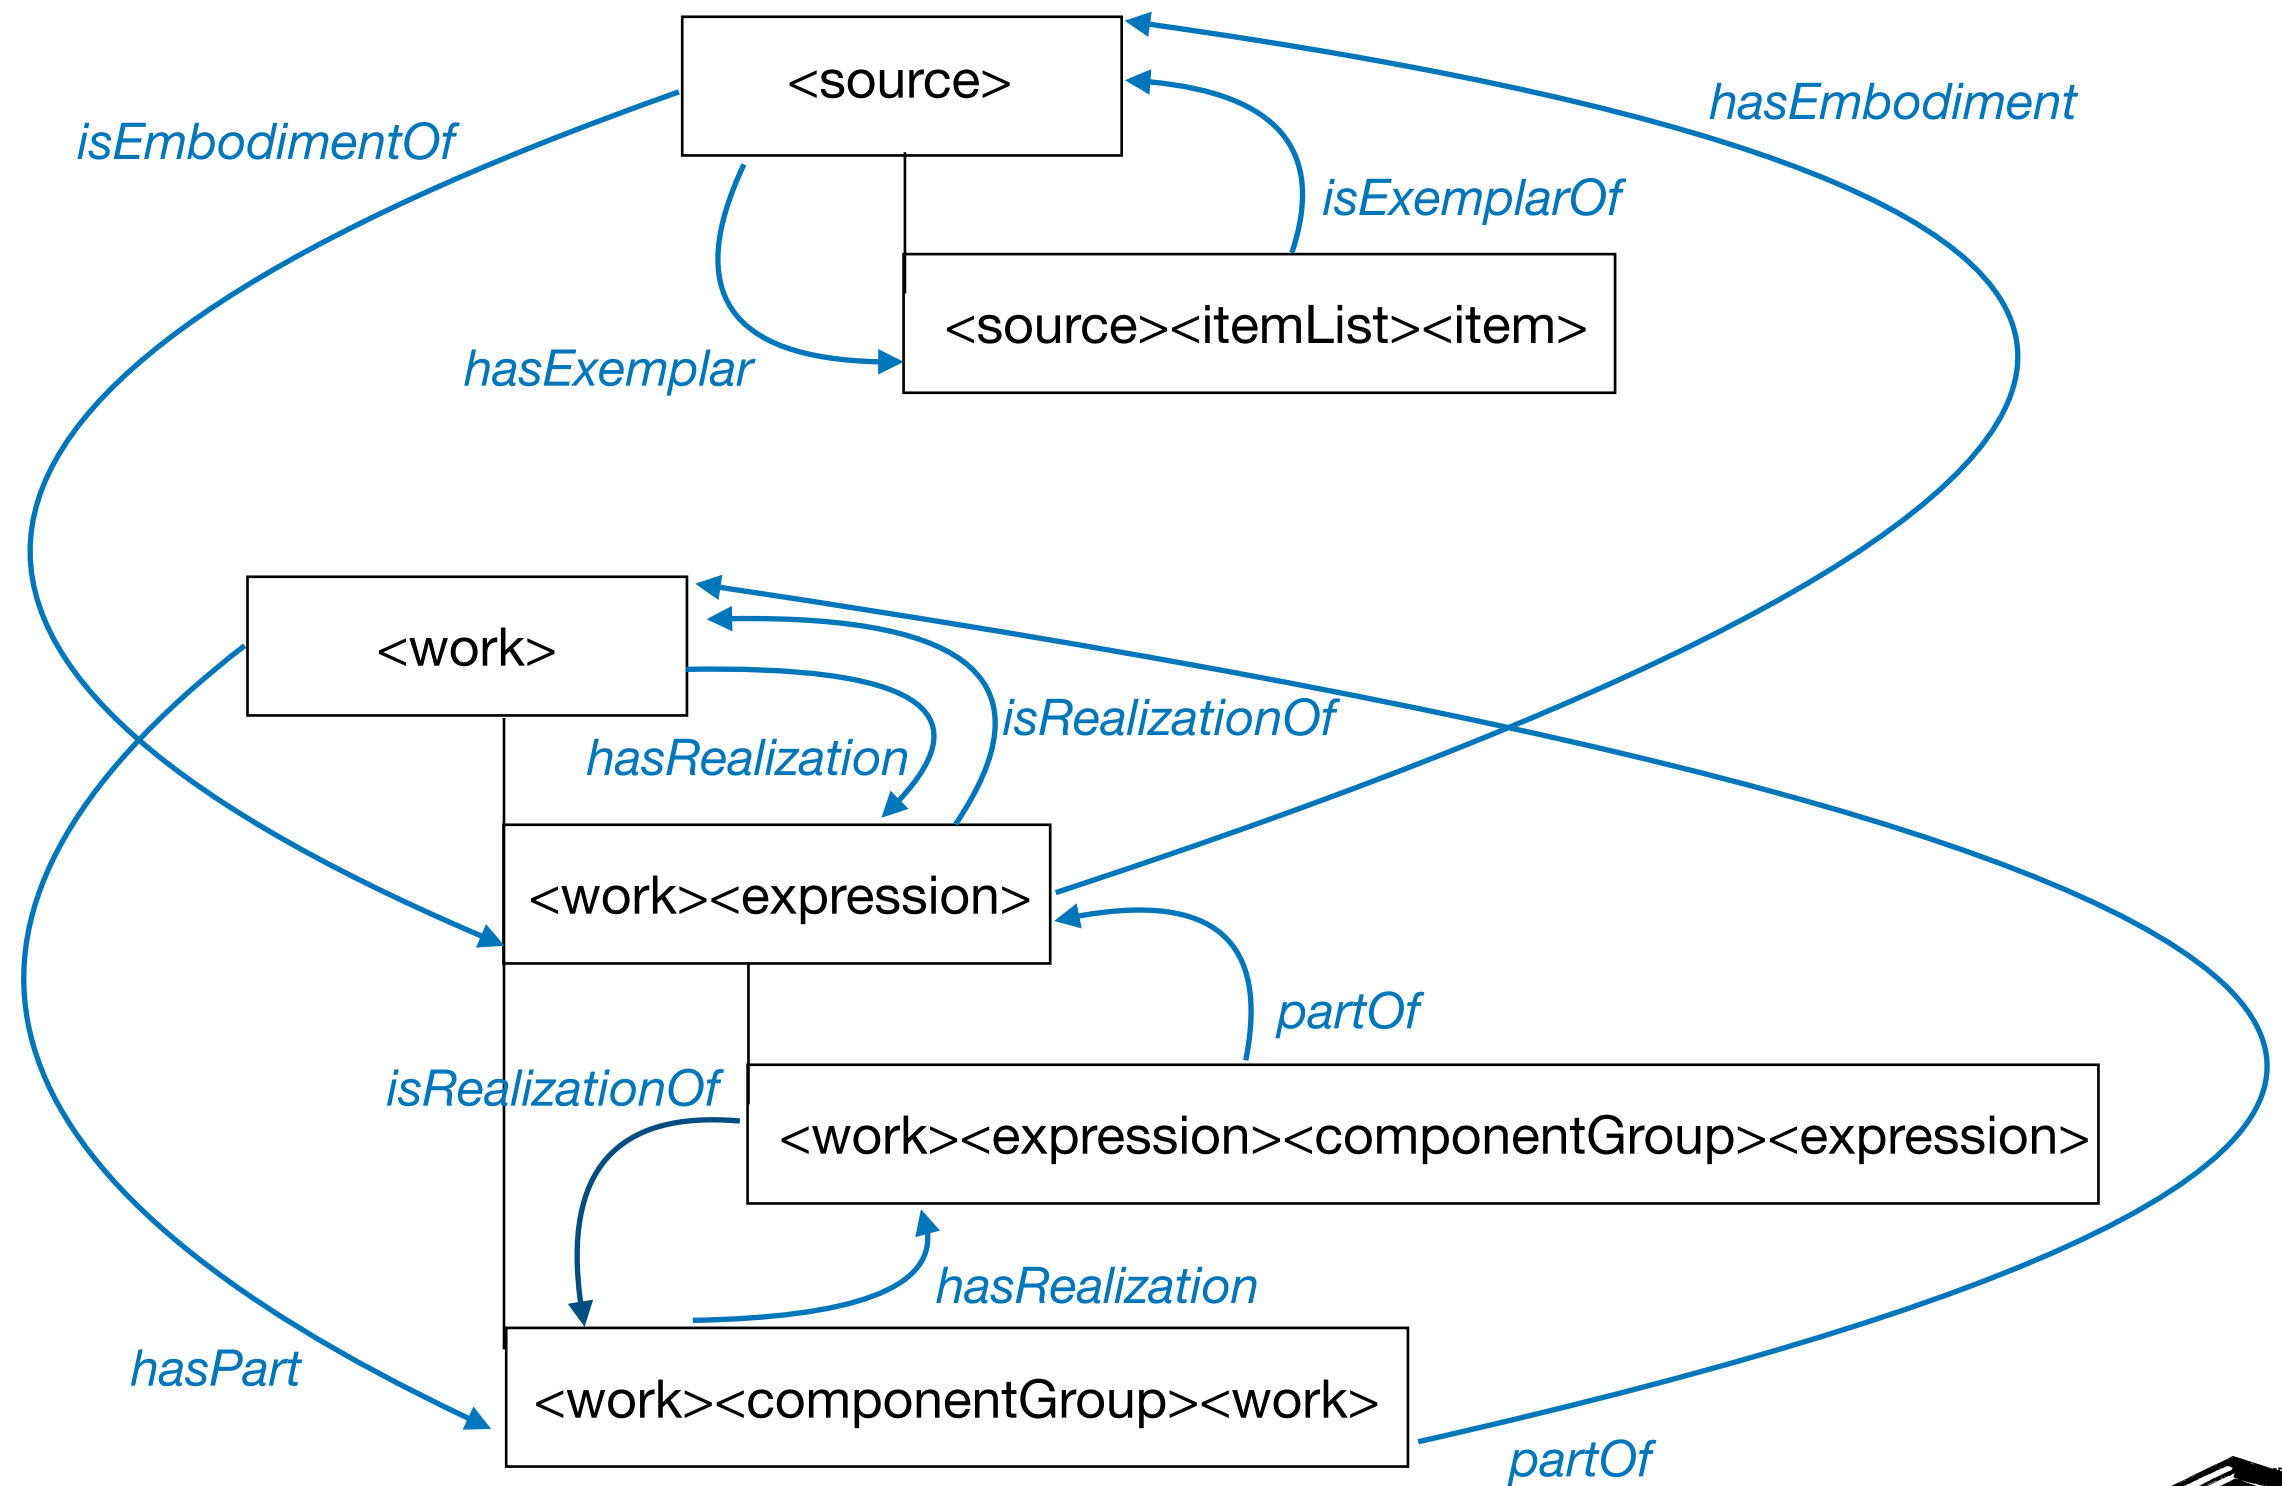 <source>
hasEmbodiment
isEmbodimentOf
isExemplarOf
<source><itemList><item>
hasExemplar
<work>
isRealizationOf
hasRealization
<work><expression>
partOf
isRealizationOf
<work><expression><componentGroup><expression>
hasRealization
hasPart
<work><componentGroup><work>
partOf